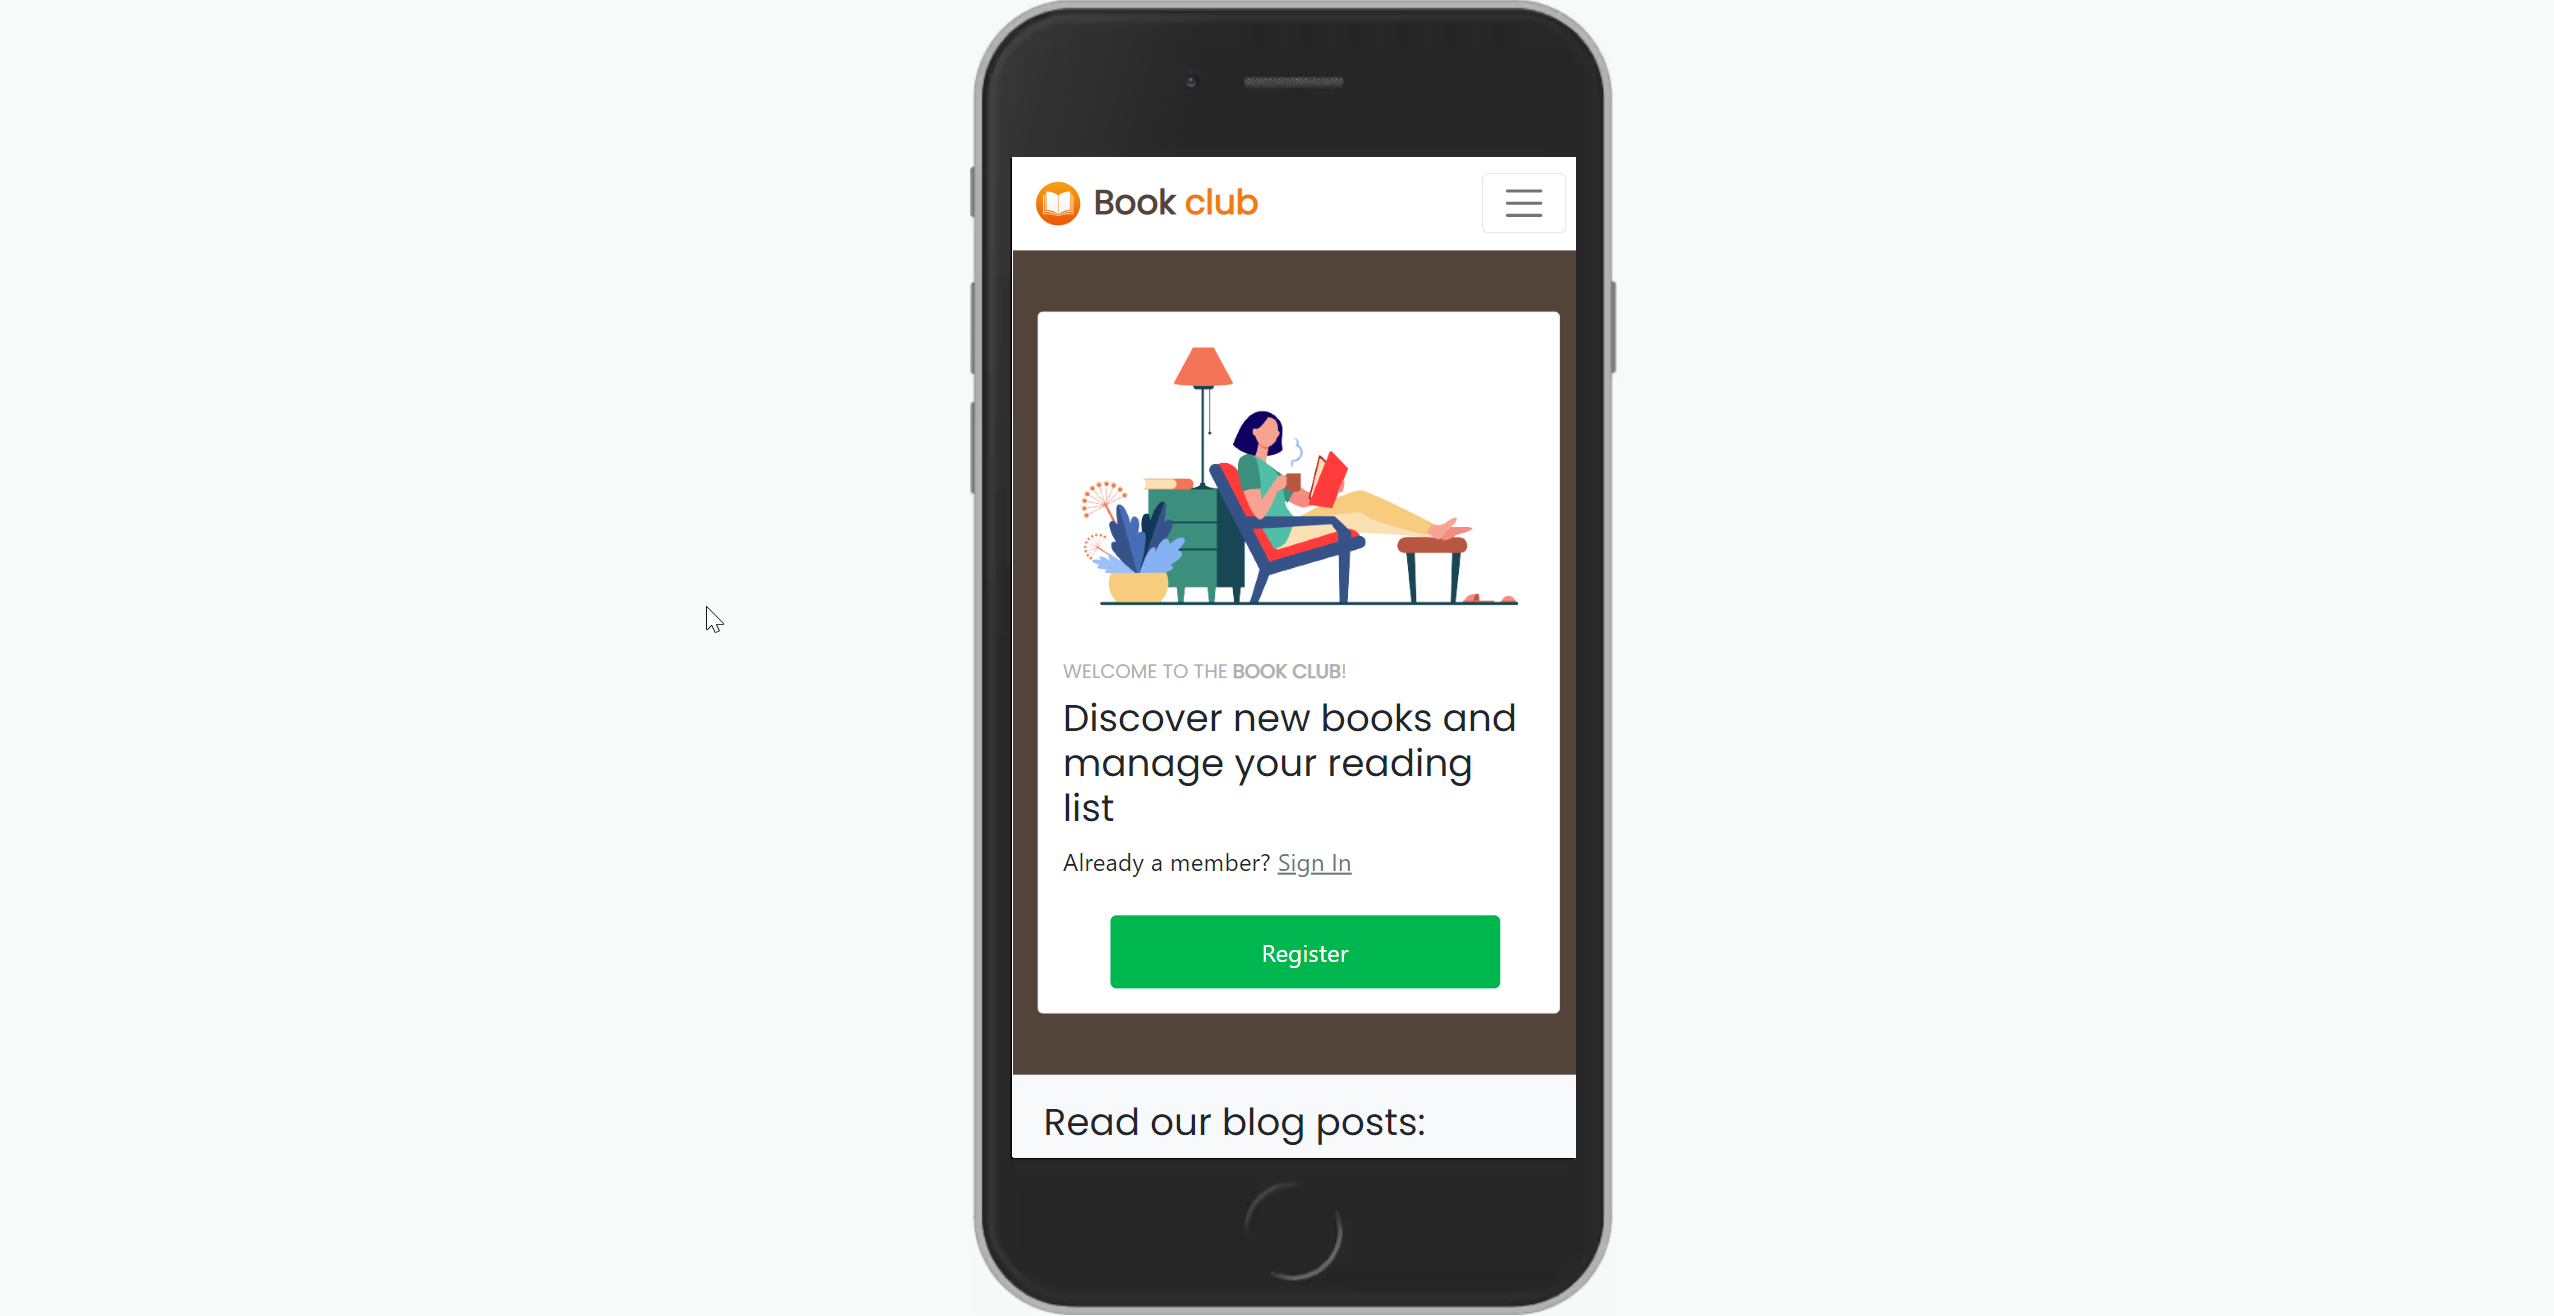 Book club
WELCOME TO THE BOOK CLUB!
Discover new books and
manage your reading
list
Already a member? Sign In
Register
Read our blog posts: